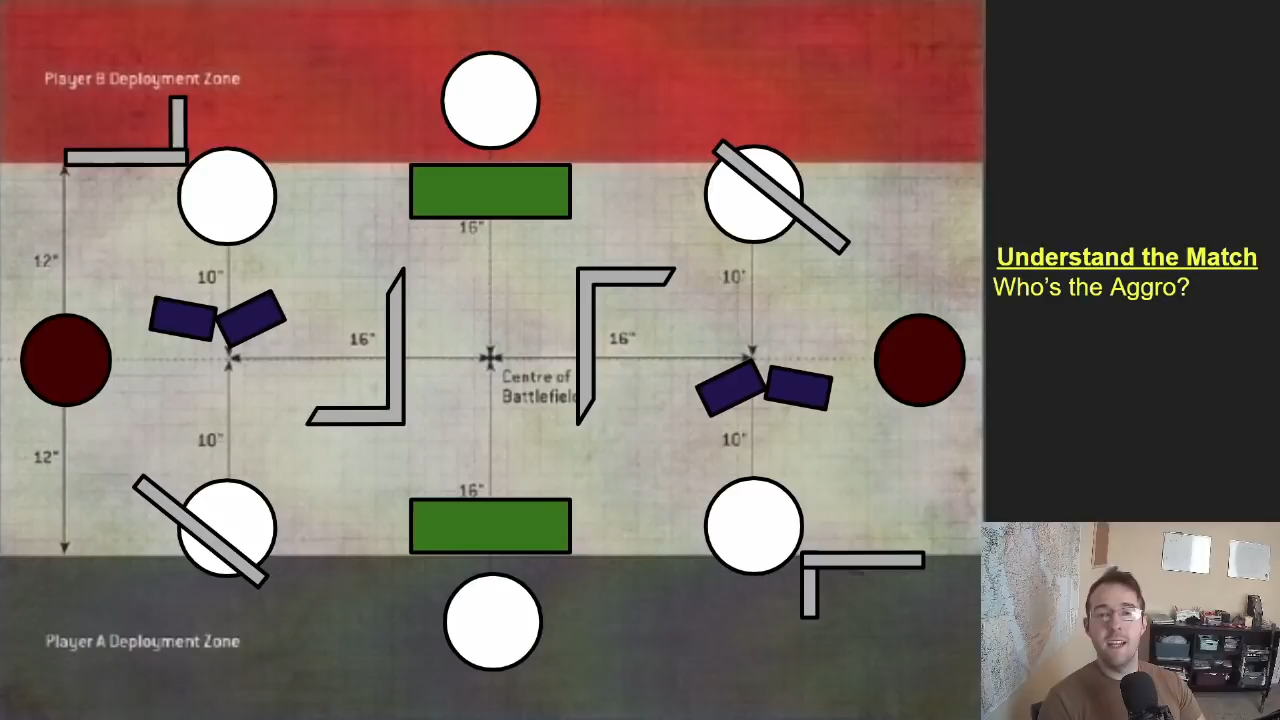 Player B Deployment Zone
16"
12"
10"
10"
Understand the Match
Who's the Aggro?
16"
16"
Centre of
Battlefield
10"
10"
12"
16"
Player A Deployment Zone